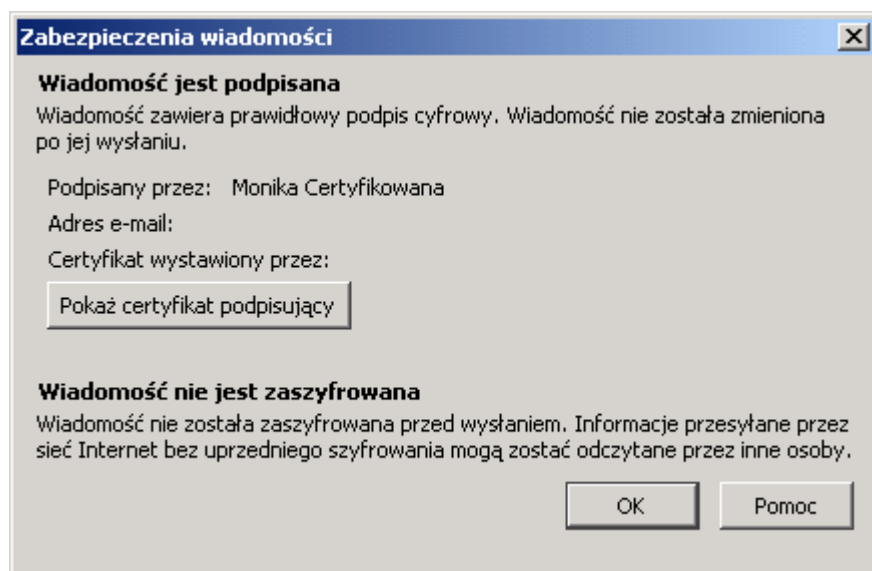 Zabezpieczenia wiadomości
Wiadomość jest podpisana
Wiadomość zawiera prawidłowy podpis cyfrowy. Wiadomość nie została zmieniona
po jej wysłaniu.
Podpisany przez: Monika Certyfikowana
Adres e-mail:
Certyfikat wystawiony przez:
Pokaż certyfikat podpisujący
Wiadomość nie jest zaszyfrowana
Wiadomość nie została zaszyfrowana przed wysłaniem. Informacje przesyłane przez
sieć Internet bez uprzedniego szyfrowania mogą zostać odczytane przez inne osoby.
OK Pomoc